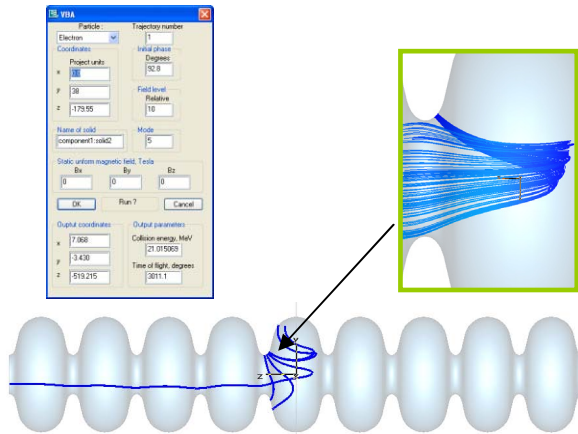 VBA
Particle :
Trajectory number
Electron
1
Coordinates
Initial phase
Project units
Degrees
x
92.8
y 38
Field level
Relative
z -179.55
10
Name of solid
Mode
component1:solid2
5
Static uniform magnetic field, Tesla
Bx By Bz
0 0 0
OK Run ? Cancel
Ouptut coordinates
Output parameters
x 7.068
Collision energy, MeV
21.015069
y -3.438
Time of flight, degrees
z -519.215
3811.1
y
z